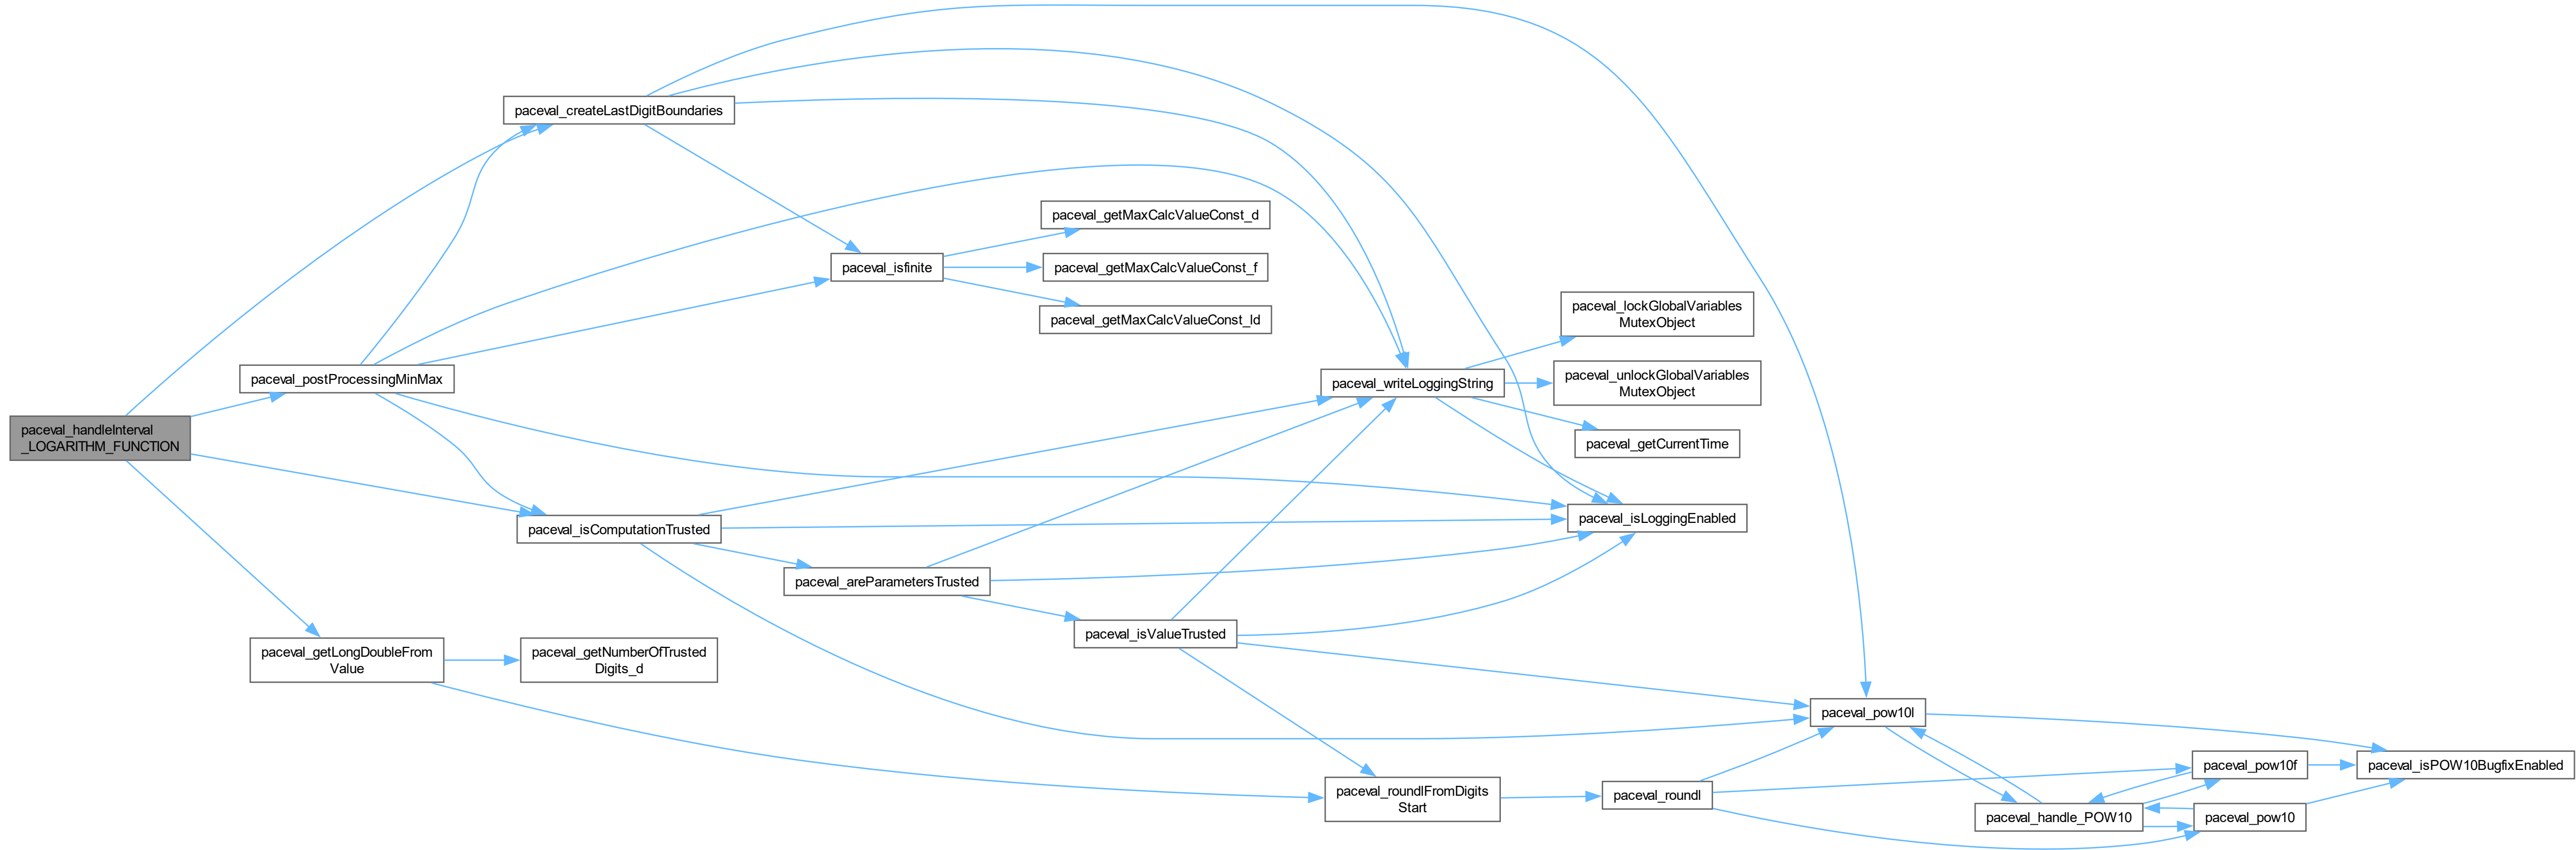 paceval_createLastDigitBoundaries
paceval_getMaxCalcValueConst_d
paceval_isfinite
paceval_getMaxCalcValueConst_f
paceval_getMaxCalcValueConst_ld
paceval_lockGlobalVariables
MutexObject
paceval_postProcessingMinMax
paceval_writeLoggingString
paceval_unlockGlobalVariables
MutexObject
paceval_handleInterval
_LOGARITHM_FUNCTION
paceval_getCurrentTime
paceval_isComputationTrusted
paceval_isLoggingEnabled
paceval_areParametersTrusted
paceval_isValueTrusted
paceval_getLongDoubleFrom
Value
paceval_getNumberOfTrusted
Digits_d
paceval_pow10l
paceval_roundlFromDigits
Start
paceval_roundl
paceval_pow10f
paceval_isPOW10BugfixEnabled
paceval_handle_POW10
paceval_pow10